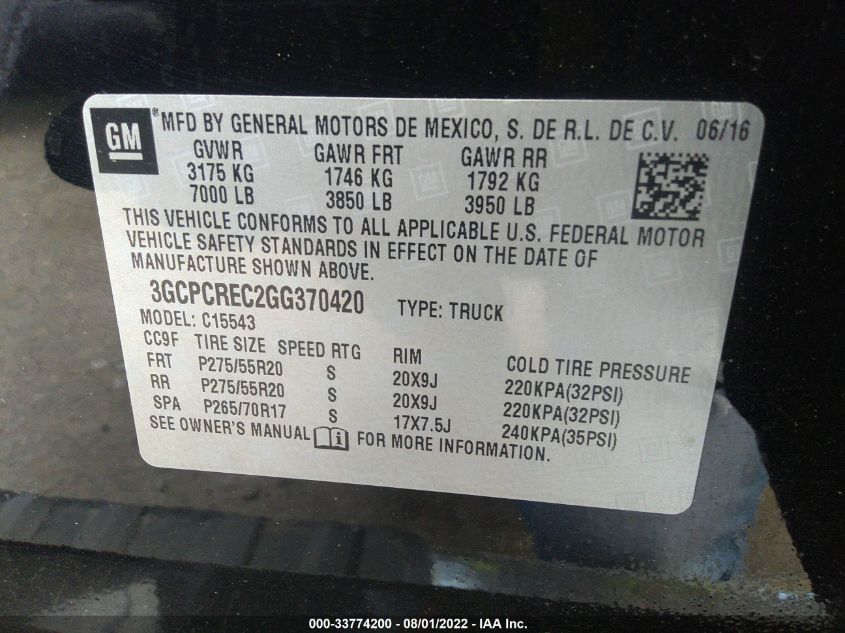 GM ® MFD BY GENERAL MOTORS DE MEXICO, S. DE R.L. DE C.V. 06/16
GVWR GAWR FRT GAWR RR
3175 KG 1746 KG 1792 KG
7000 LB 3850 LB 3950 LB
THIS VEHICLE CONFORMS TO ALL APPLICABLE U.S. FEDERAL MOTOR
VEHICLE SAFETY STANDARDS IN EFFECT ON THE DATE OF
MANUFACTURE SHOWN ABOVE.
3GCPCREC2GG370420 TYPE: TRUCK
MODEL: C15543
CC9F TIRE SIZE SPEED RTG RIM COLD TIRE PRESSURE
FRT P275/55R20 S 20X9J 220KPA(32PSI)
RR P275/55R20 S 20X9J 220KPA(32PSI)
SPA P265/70R17 S 17X7.5J 240KPA(35PSI)
SEE OWNER'S MANUAL i FOR MORE INFORMATION.
000-33774200 - 08/01/2022 - IAA Inc.